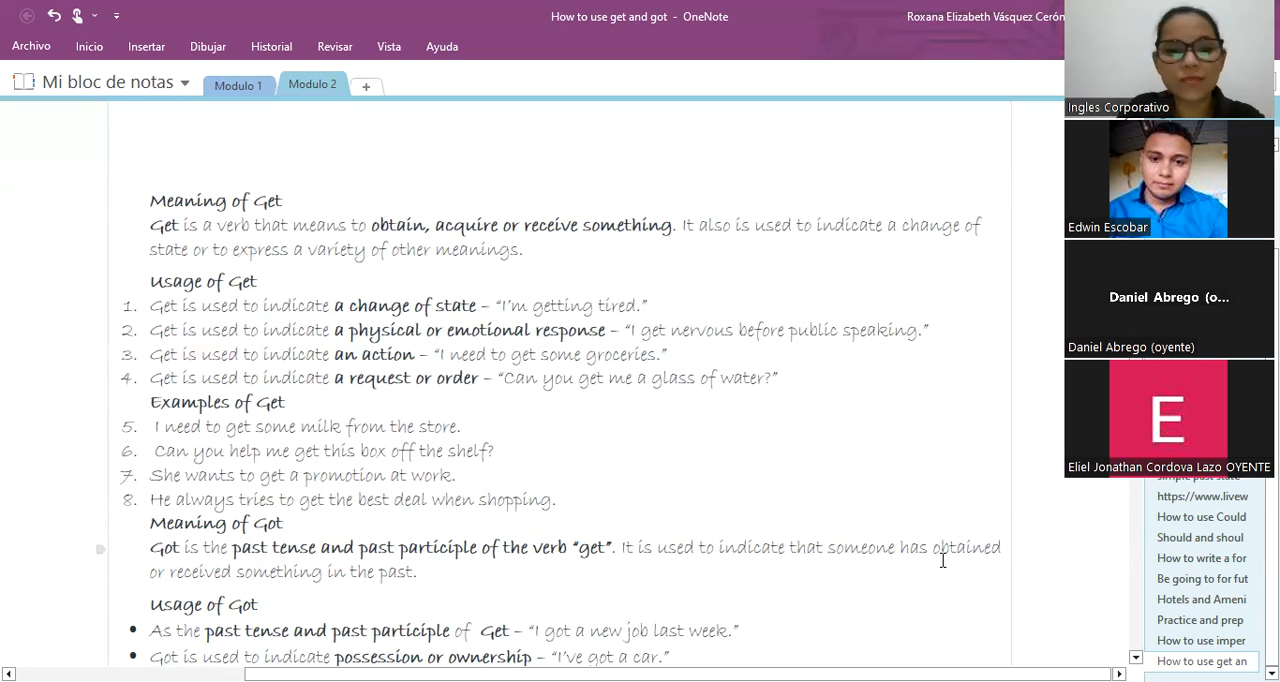 How to use get and got - OneNote
Roxana Elizabeth Vásquez Cerón
Archivo Inicio Insertar Dibujar Historial Revisar Vista Ayuda
Mi bloc de notas Modulo 1 Modulo 2 +
Meaning of Get
Get is a verb that means to obtain, acquire or receive something. It also is used to indicate a change of
state or to express a variety of other meanings.
Usage of Get
1. Get is used to indicate a change of state – “I’m getting tired.”
2. Get is used to indicate a physical or emotional response – “I get nervous before public speaking.”
3. Get is used to indicate an action – “I need to get some groceries.”
4. Get is used to indicate a request or order – “Can you get me a glass of water?”
Examples of Get
5. I need to get some milk from the store.
6. Can you help me get this box off the shelf?
7. She wants to get a promotion at work.
8. He always tries to get the best deal when shopping.
Meaning of Got
Got is the past tense and past participle of the verb “get”. It is used to indicate that someone has obtained
or received something in the past.
Usage of Got
• As the past tense and past participle of Get – “I got a new job last week.”
• Got is used to indicate possession or ownership – “I’ve got a car.”
Ingles Corporativo
Edwin Escobar
Daniel Abrego (o...
Daniel Abrego (oyente)
E
Eliel Jonathan Cordova Lazo OYENTE
simple past state
https://www.livew
How to use Could
Should and shoul
How to write a for
Be going to for fut
Hotels and Ameni
Practice and prep
How to use imper
How to use get an